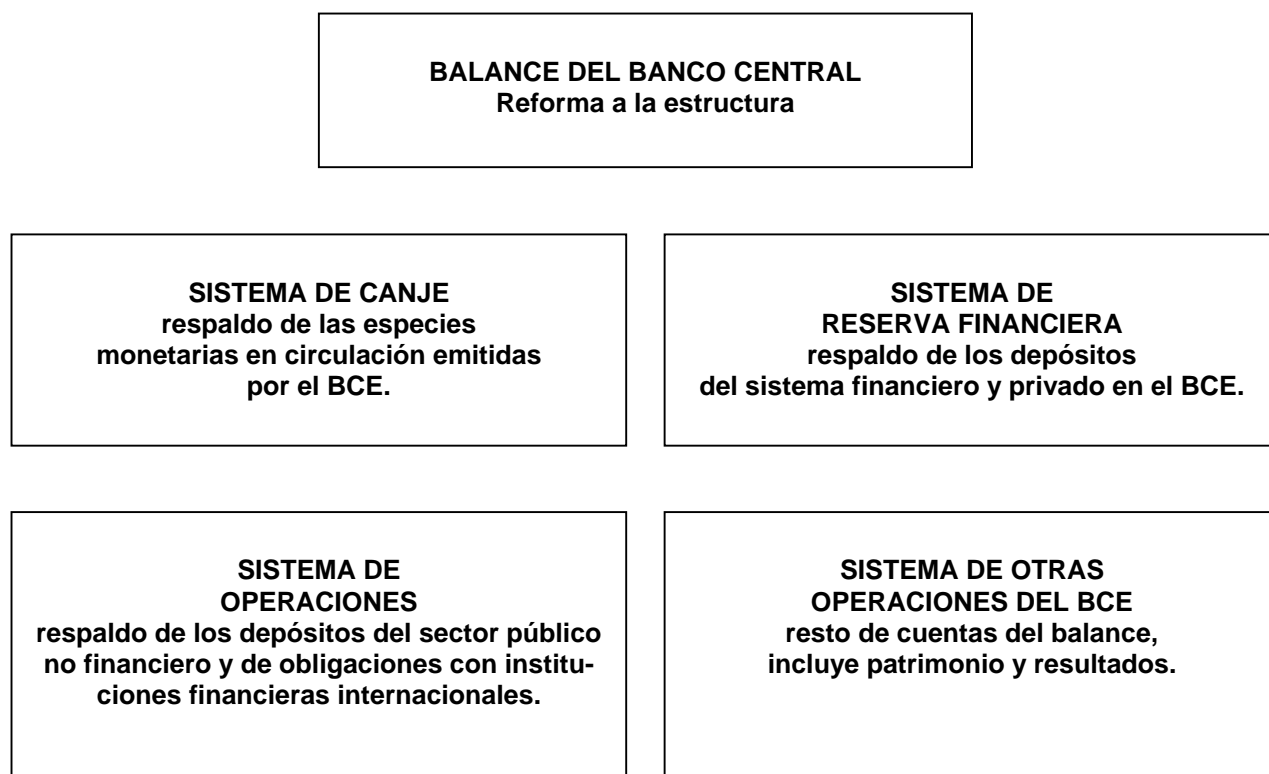 BALANCE DEL BANCO CENTRAL
Reforma a la estructura
SISTEMA DE CANJE
respaldo de las especies
monetarias en circulación emitidas
por el BCE.
SISTEMA DE
RESERVA FINANCIERA
respaldo de los depósitos
del sistema financiero y privado en el BCE.
SISTEMA DE
OPERACIONES
respaldo de los depósitos del sector público
no financiero y de obligaciones con institu-
ciones financieras internacionales.
SISTEMA DE OTRAS
OPERACIONES DEL BCE
resto de cuentas del balance,
incluye patrimonio y resultados.